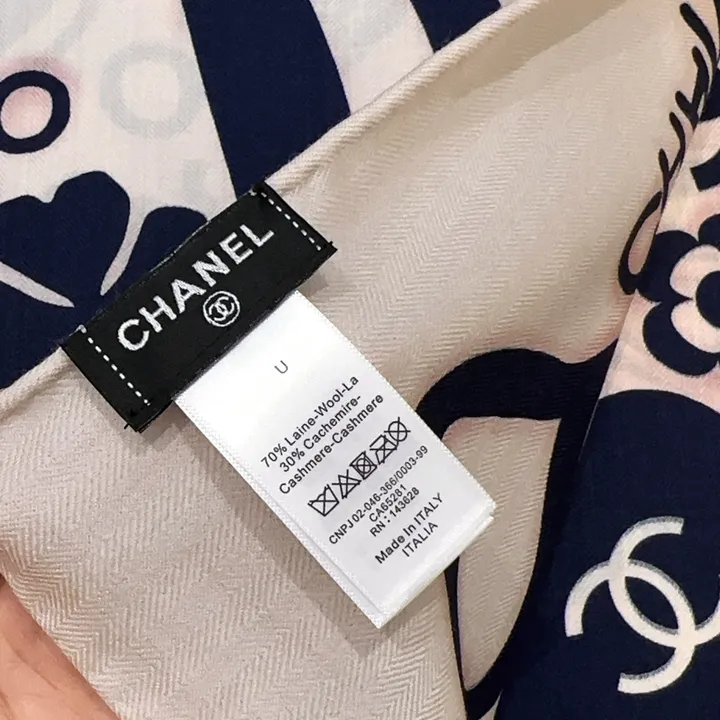 CHANEL
U
70% Laine-Wool-La
30% Cachemire-
Cashmere-Cashmere
CNPJ 02-046-366/0003-99
CA65281
RN : 143628
Made In ITALY
ITALIA